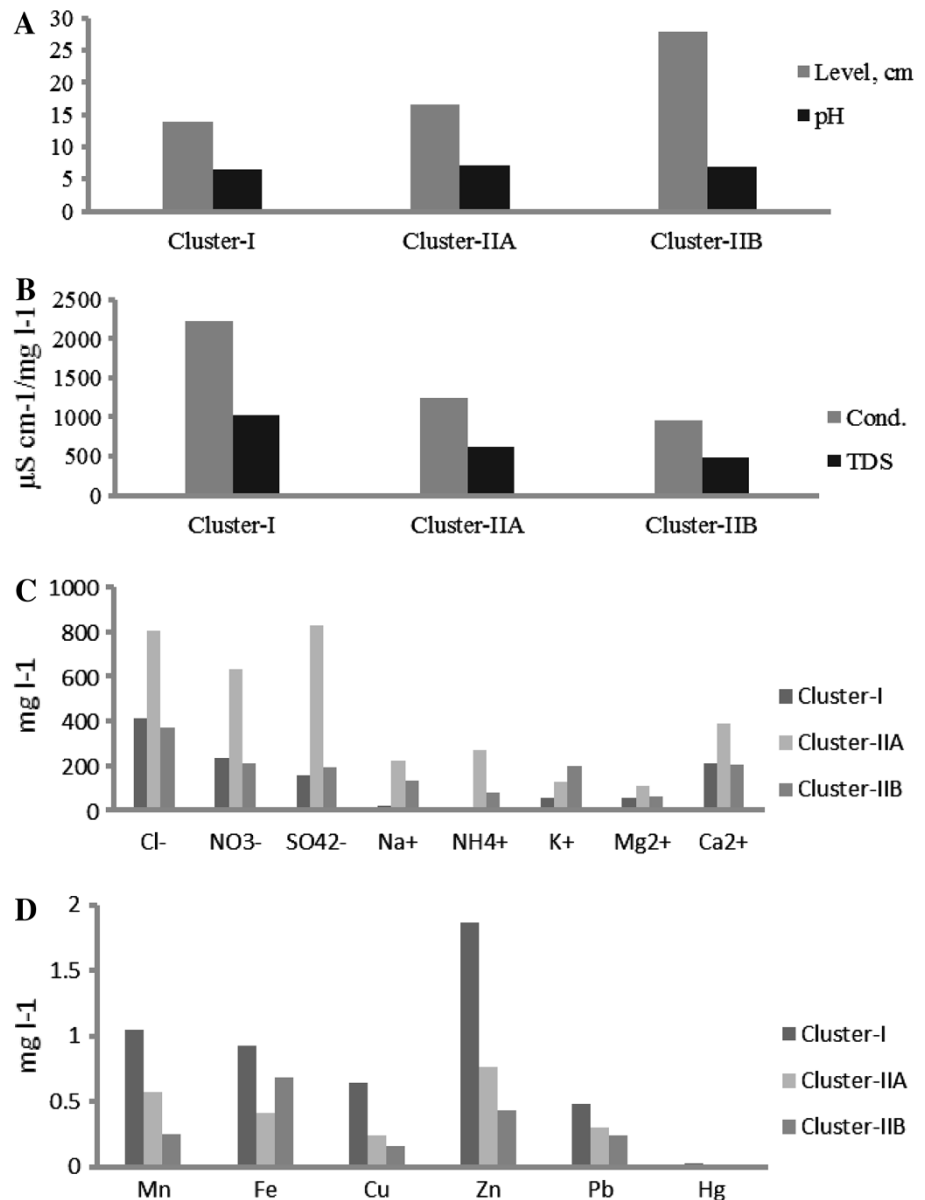 A
30
25
20
15
10
5
0
Level, cm
pH
Cluster-I Cluster-IIA Cluster-IIB
B
µS cm-1/mg l-1
2500
2000
1500
1000
500
0
Cond.
TDS
Cluster-I Cluster-IIA Cluster-IIB
C
mg l-1
1000
800
600
400
200
0
Cluster-I
Cluster-IIA
Cluster-IIB
Cl- NO3- SO42- Na+ NH4+ K+ Mg2+ Ca2+
D
mg l-1
2
1.5
1
0.5
0
Cluster-I
Cluster-IIA
Cluster-IIB
Mn Fe Cu Zn Pb Hg